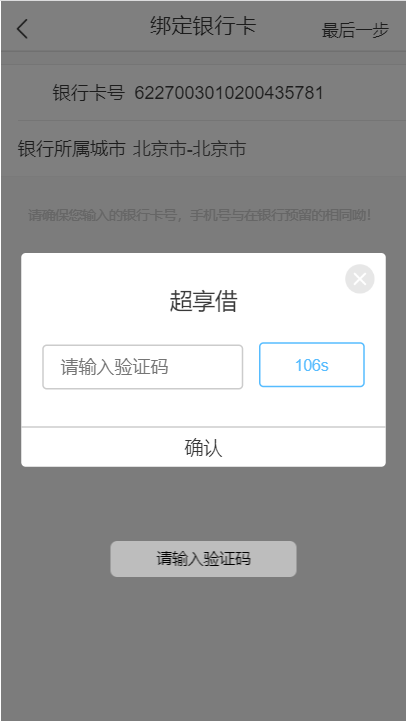 绑定银行卡
最后一步
银行卡号 6227003010200435781
银行所属城市 北京市-北京市
请确保您输入的银行卡号，手机号与在银行预留的相同呦！
超享借
请输入验证码
106s
确认
请输入验证码